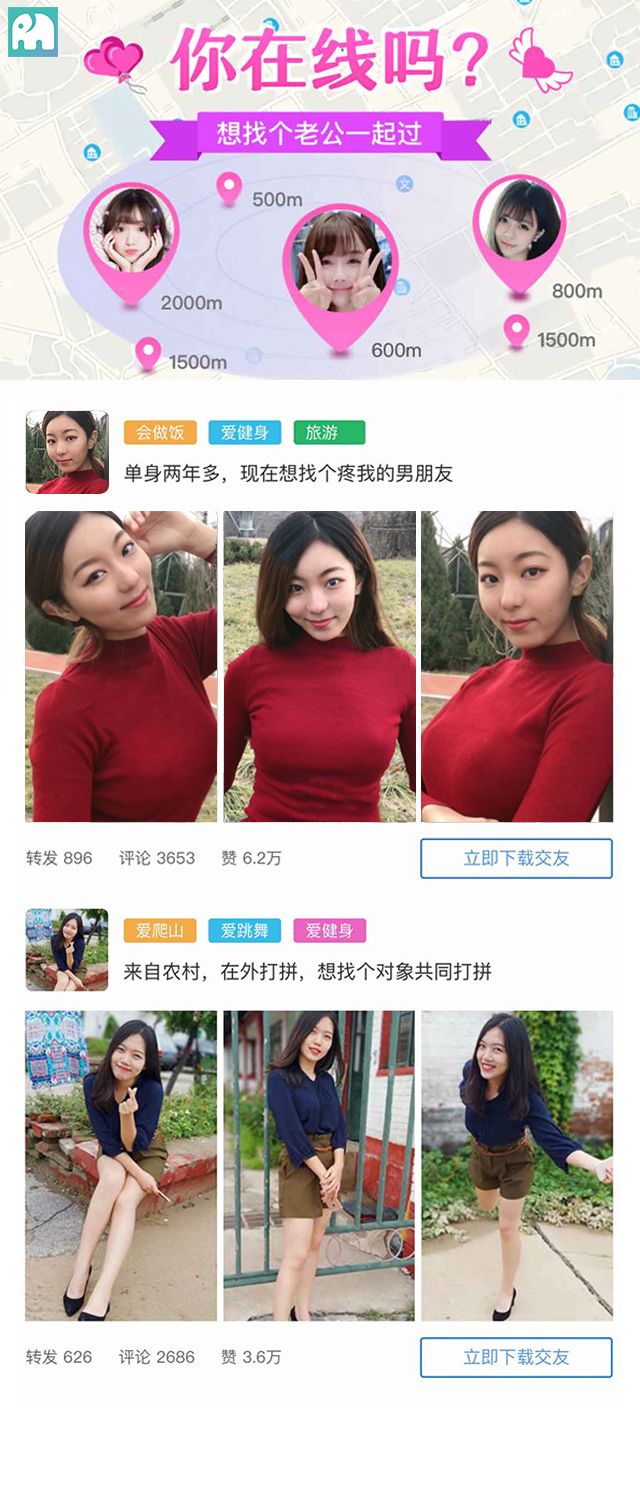 你在线吗?
想找个老公一起过
500m
2000m
800m
600m
1500m
1500m
会做饭 爱健身 旅游
单身两年多，现在想找个疼我的男朋友
转发 896 评论 3653 赞 6.2万 立即下载交友
爱爬山 爱跳舞 爱健身
来自农村，在外打拼，想找个对象共同打拼
转发 626 评论 2686 赞 3.6万 立即下载交友